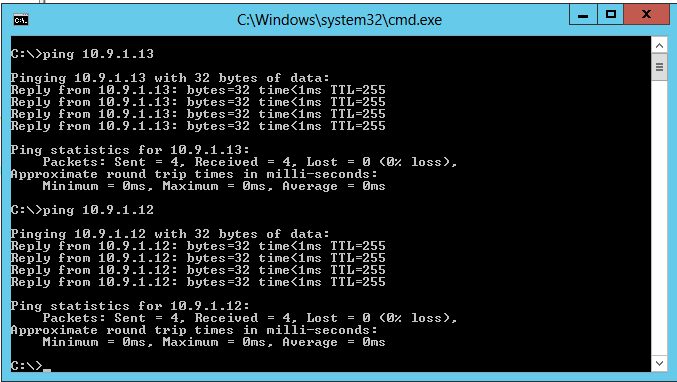 C:\Windows\system32\cmd.exe
C:\>ping 10.9.1.13
Pinging 10.9.1.13 with 32 bytes of data:
Reply from 10.9.1.13: bytes=32 time<1ms TTL=255
Reply from 10.9.1.13: bytes=32 time<1ms TTL=255
Reply from 10.9.1.13: bytes=32 time<1ms TTL=255
Reply from 10.9.1.13: bytes=32 time<1ms TTL=255
Ping statistics for 10.9.1.13:
    Packets: Sent = 4, Received = 4, Lost = 0 (0% loss),
Approximate round trip times in milli-seconds:
    Minimum = 0ms, Maximum = 0ms, Average = 0ms
C:\>ping 10.9.1.12
Pinging 10.9.1.12 with 32 bytes of data:
Reply from 10.9.1.12: bytes=32 time<1ms TTL=255
Reply from 10.9.1.12: bytes=32 time<1ms TTL=255
Reply from 10.9.1.12: bytes=32 time<1ms TTL=255
Reply from 10.9.1.12: bytes=32 time<1ms TTL=255
Ping statistics for 10.9.1.12:
    Packets: Sent = 4, Received = 4, Lost = 0 (0% loss),
Approximate round trip times in milli-seconds:
    Minimum = 0ms, Maximum = 0ms, Average = 0ms
C:\>_